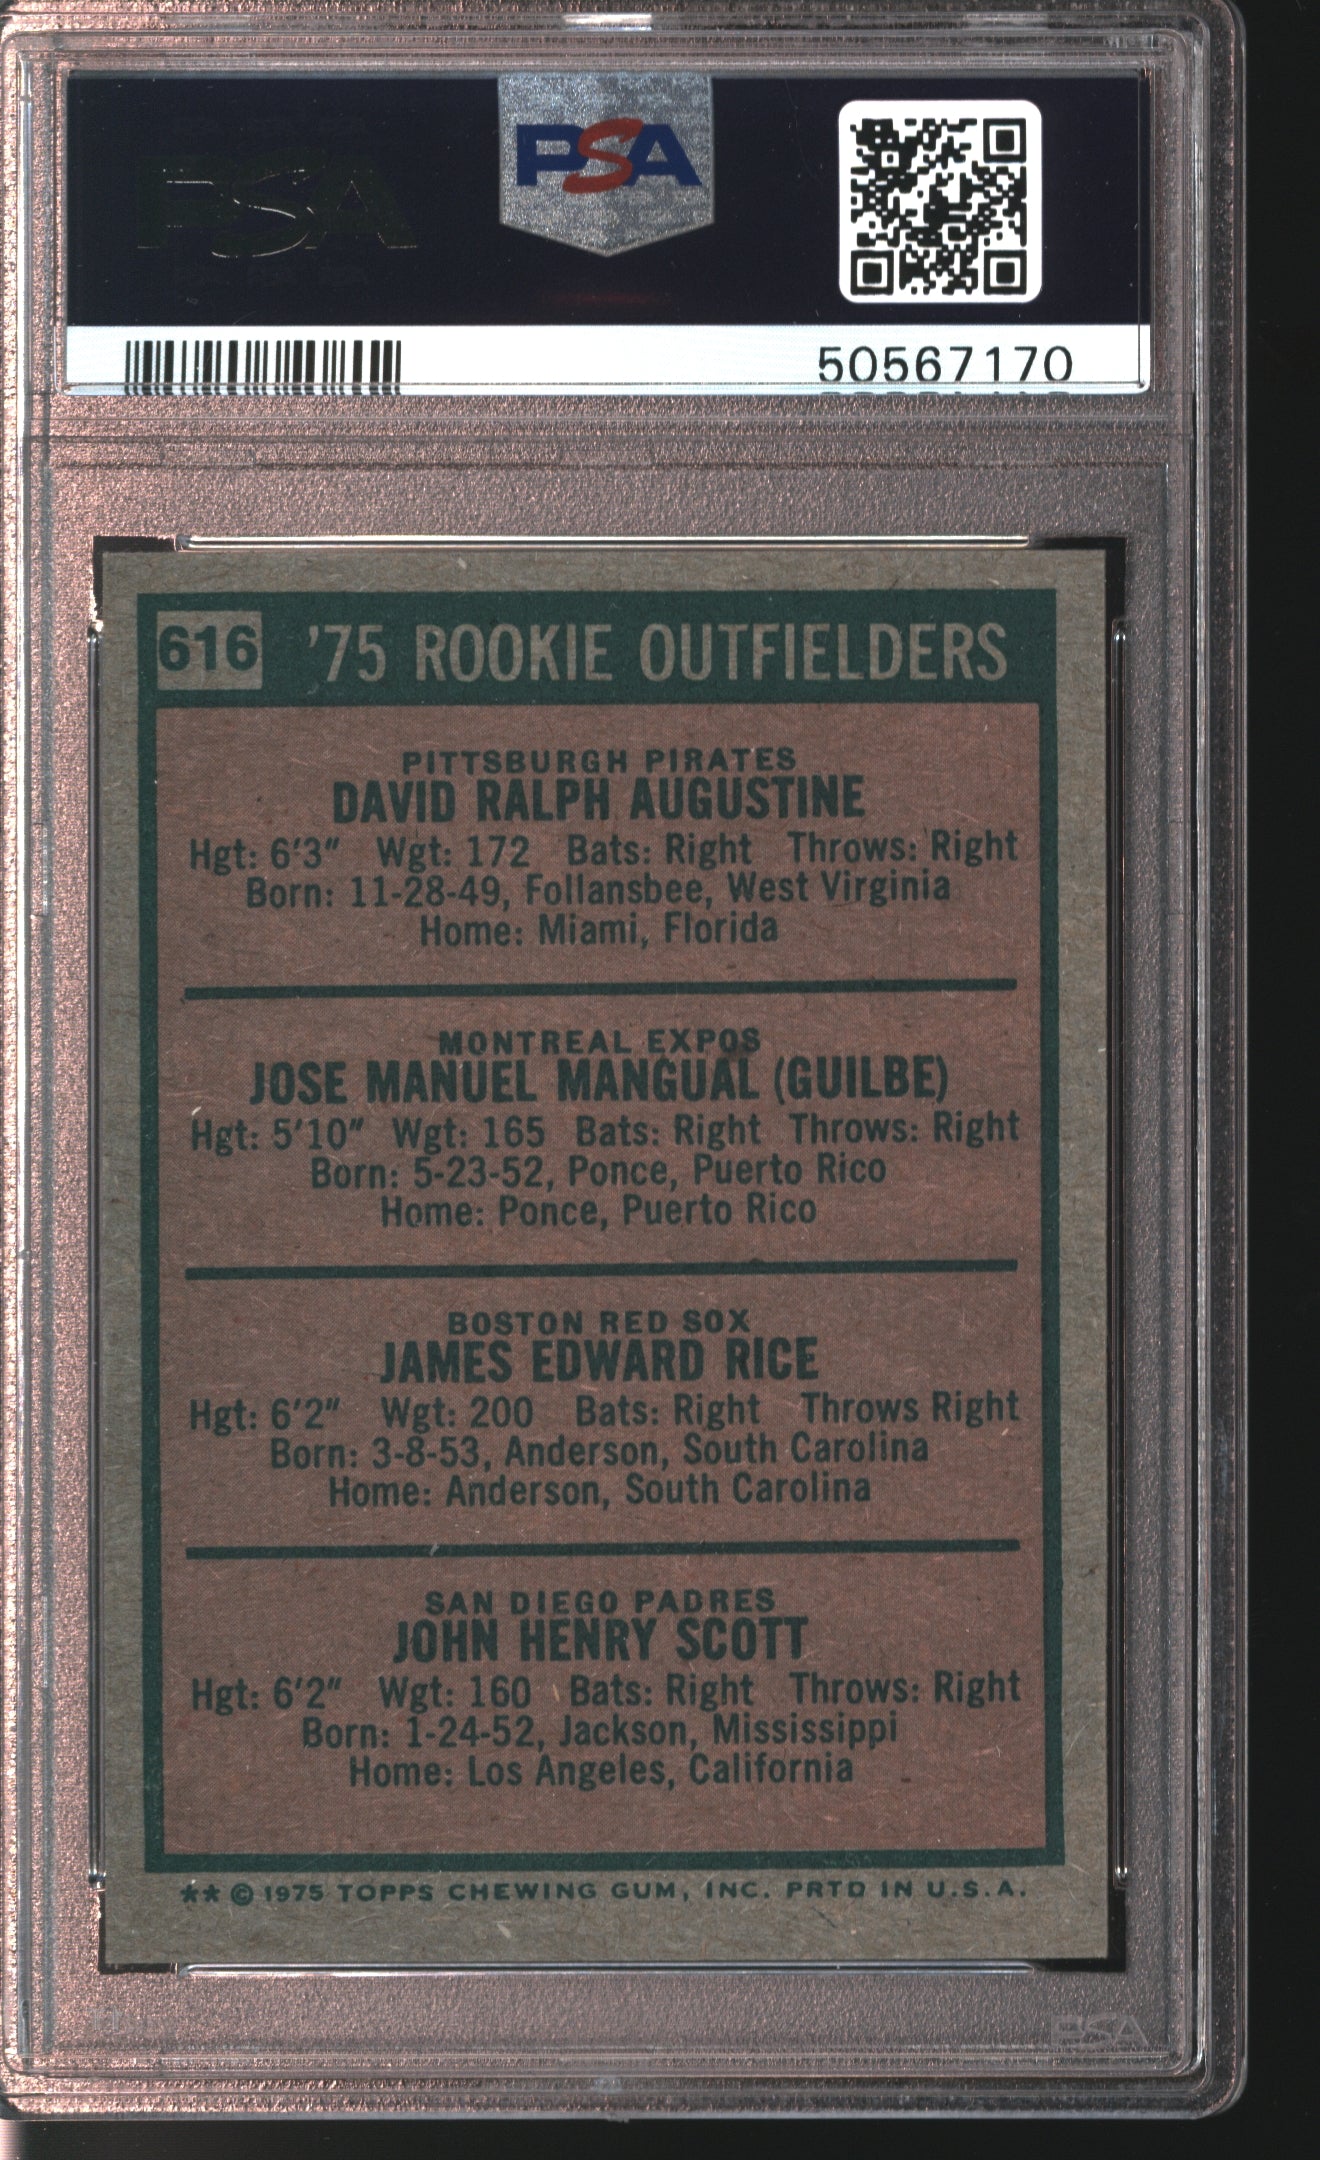 PSA
PSA
50567170
616 '75 ROOKIE OUTFIELDERS
PITTSBURGH PIRATES
DAVID RALPH AUGUSTINE
Hgt: 6'3" Wgt: 172 Bats: Right Throws: Right
Born: 11-28-49, Follansbee, West Virginia
Home: Miami, Florida
MONTREAL EXPOS
JOSE MANUEL MANGUAL (GUILBE)
Hgt: 5'10" Wgt: 165 Bats: Right Throws: Right
Born: 5-23-52, Ponce, Puerto Rico
Home: Ponce, Puerto Rico
BOSTON RED SOX
JAMES EDWARD RICE
Hgt: 6'2" Wgt: 200 Bats: Right Throws Right
Born: 3-8-53, Anderson, South Carolina
Home: Anderson, South Carolina
SAN DIEGO PADRES
JOHN HENRY SCOTT
Hgt: 6'2" Wgt: 160 Bats: Right Throws: Right
Born: 1-24-52, Jackson, Mississippi
Home: Los Angeles, California
** © 1975 TOPPS CHEWING GUM, INC. PRTD IN U.S.A.
PSA